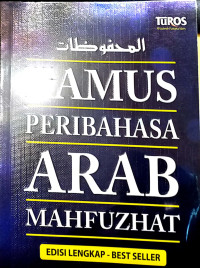 TUROS
المحفوظات
KAMUS
PERIBAHASA
ARAB
MAHFUZHAT
EDISI LENGKAP - BEST SELLER